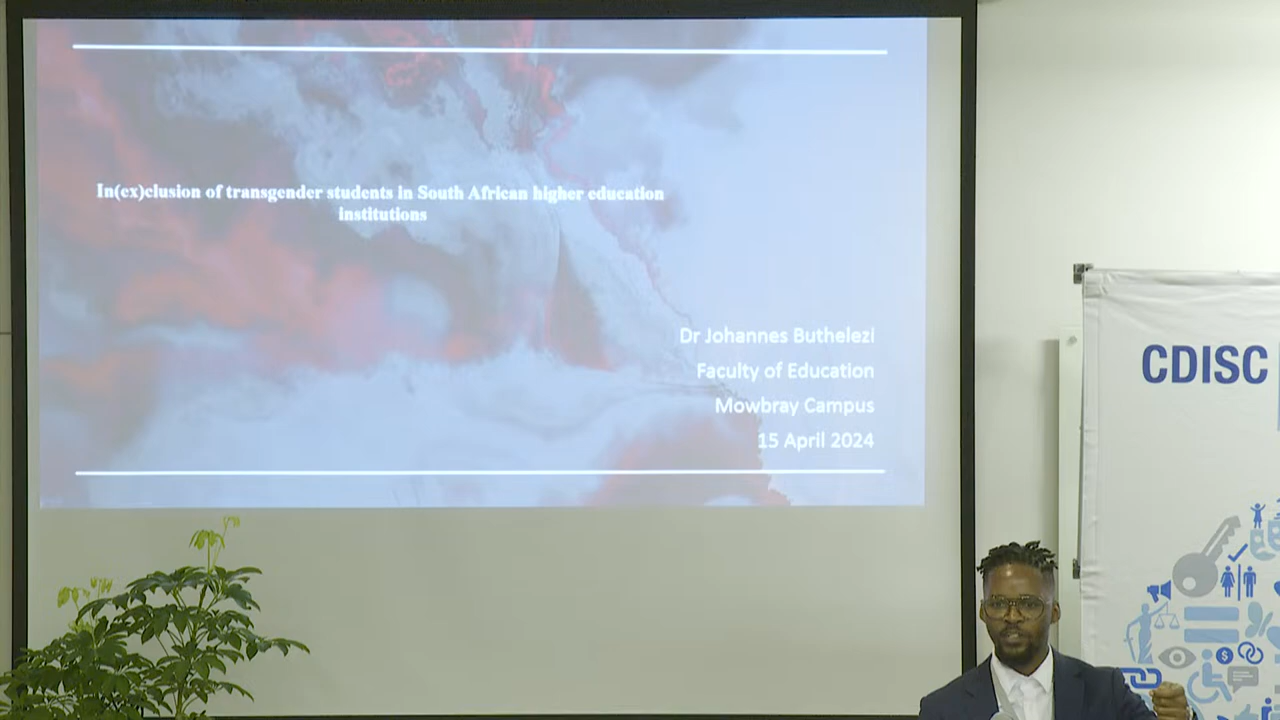 In(ex)clusion of transgender students in South African higher education
institutions
Dr Johannes Buthelezi
Faculty of Education
Mowbray Campus
15 April 2024
CDISC